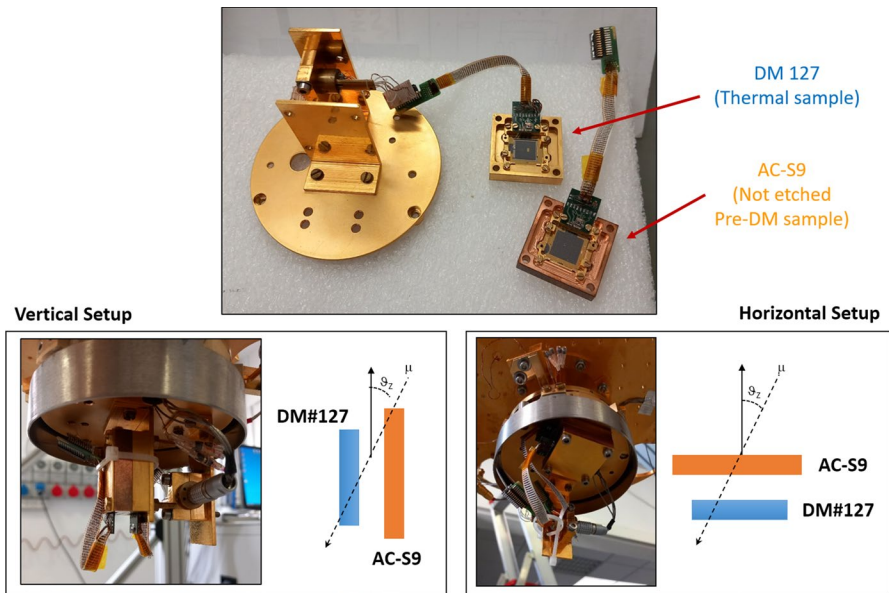 DM 127
(Thermal sample)
AC-S9
(Not etched
Pre-DM sample)
Vertical Setup
Horizontal Setup
μ
ϑz
DM#127
AC-S9
μ
ϑz
AC-S9
DM#127